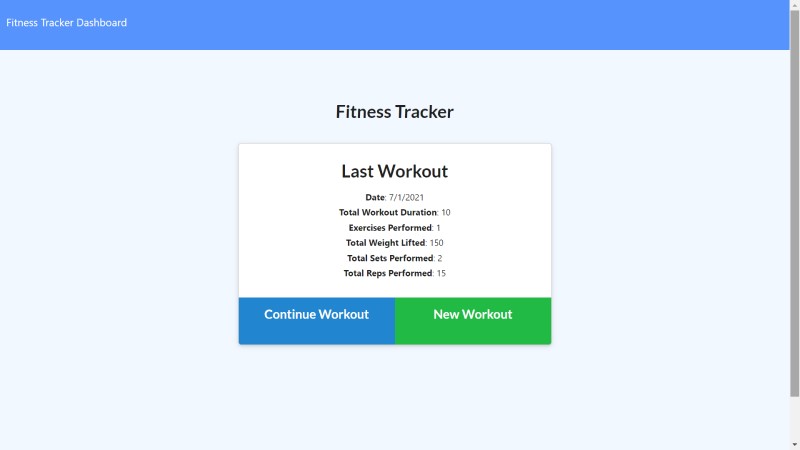 Fitness Tracker Dashboard
Fitness Tracker
Last Workout
Date: 7/1/2021
Total Workout Duration: 10
Exercises Performed: 1
Total Weight Lifted: 150
Total Sets Performed: 2
Total Reps Performed: 15
Continue Workout New Workout